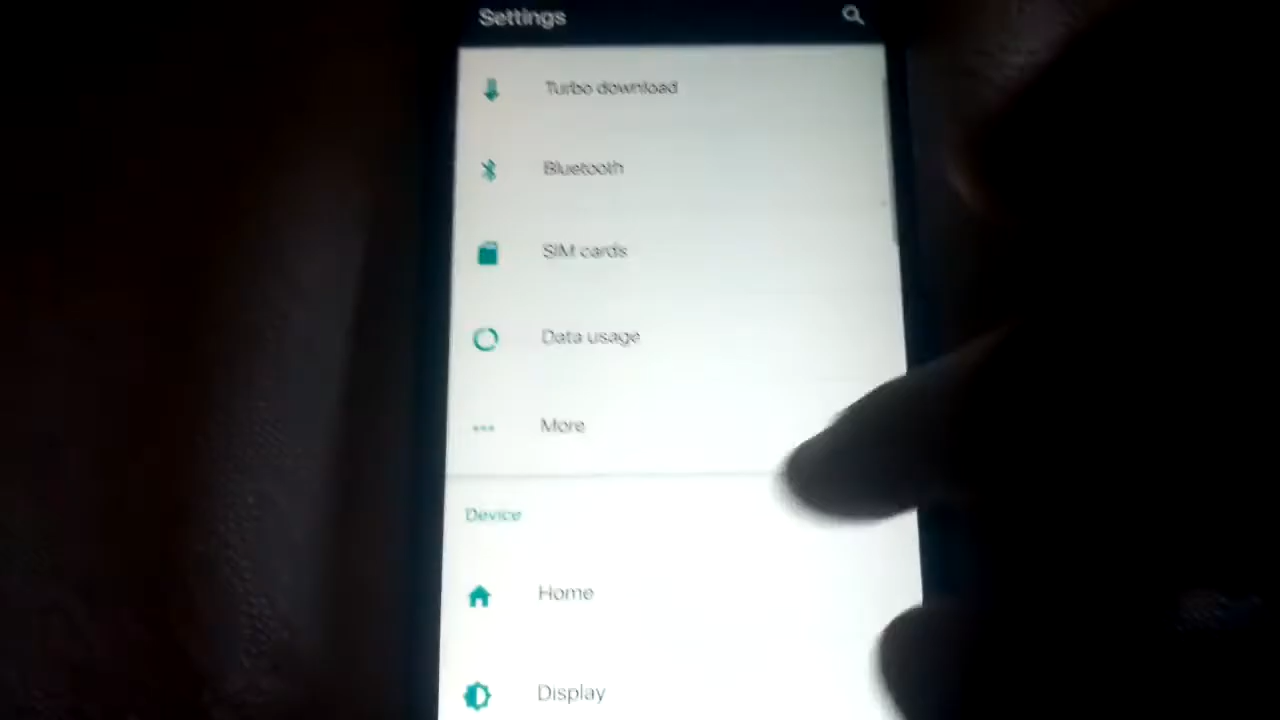 Settings
Turbo download
Bluetooth
SIM cards
Data usage
More
Device
Home
Display